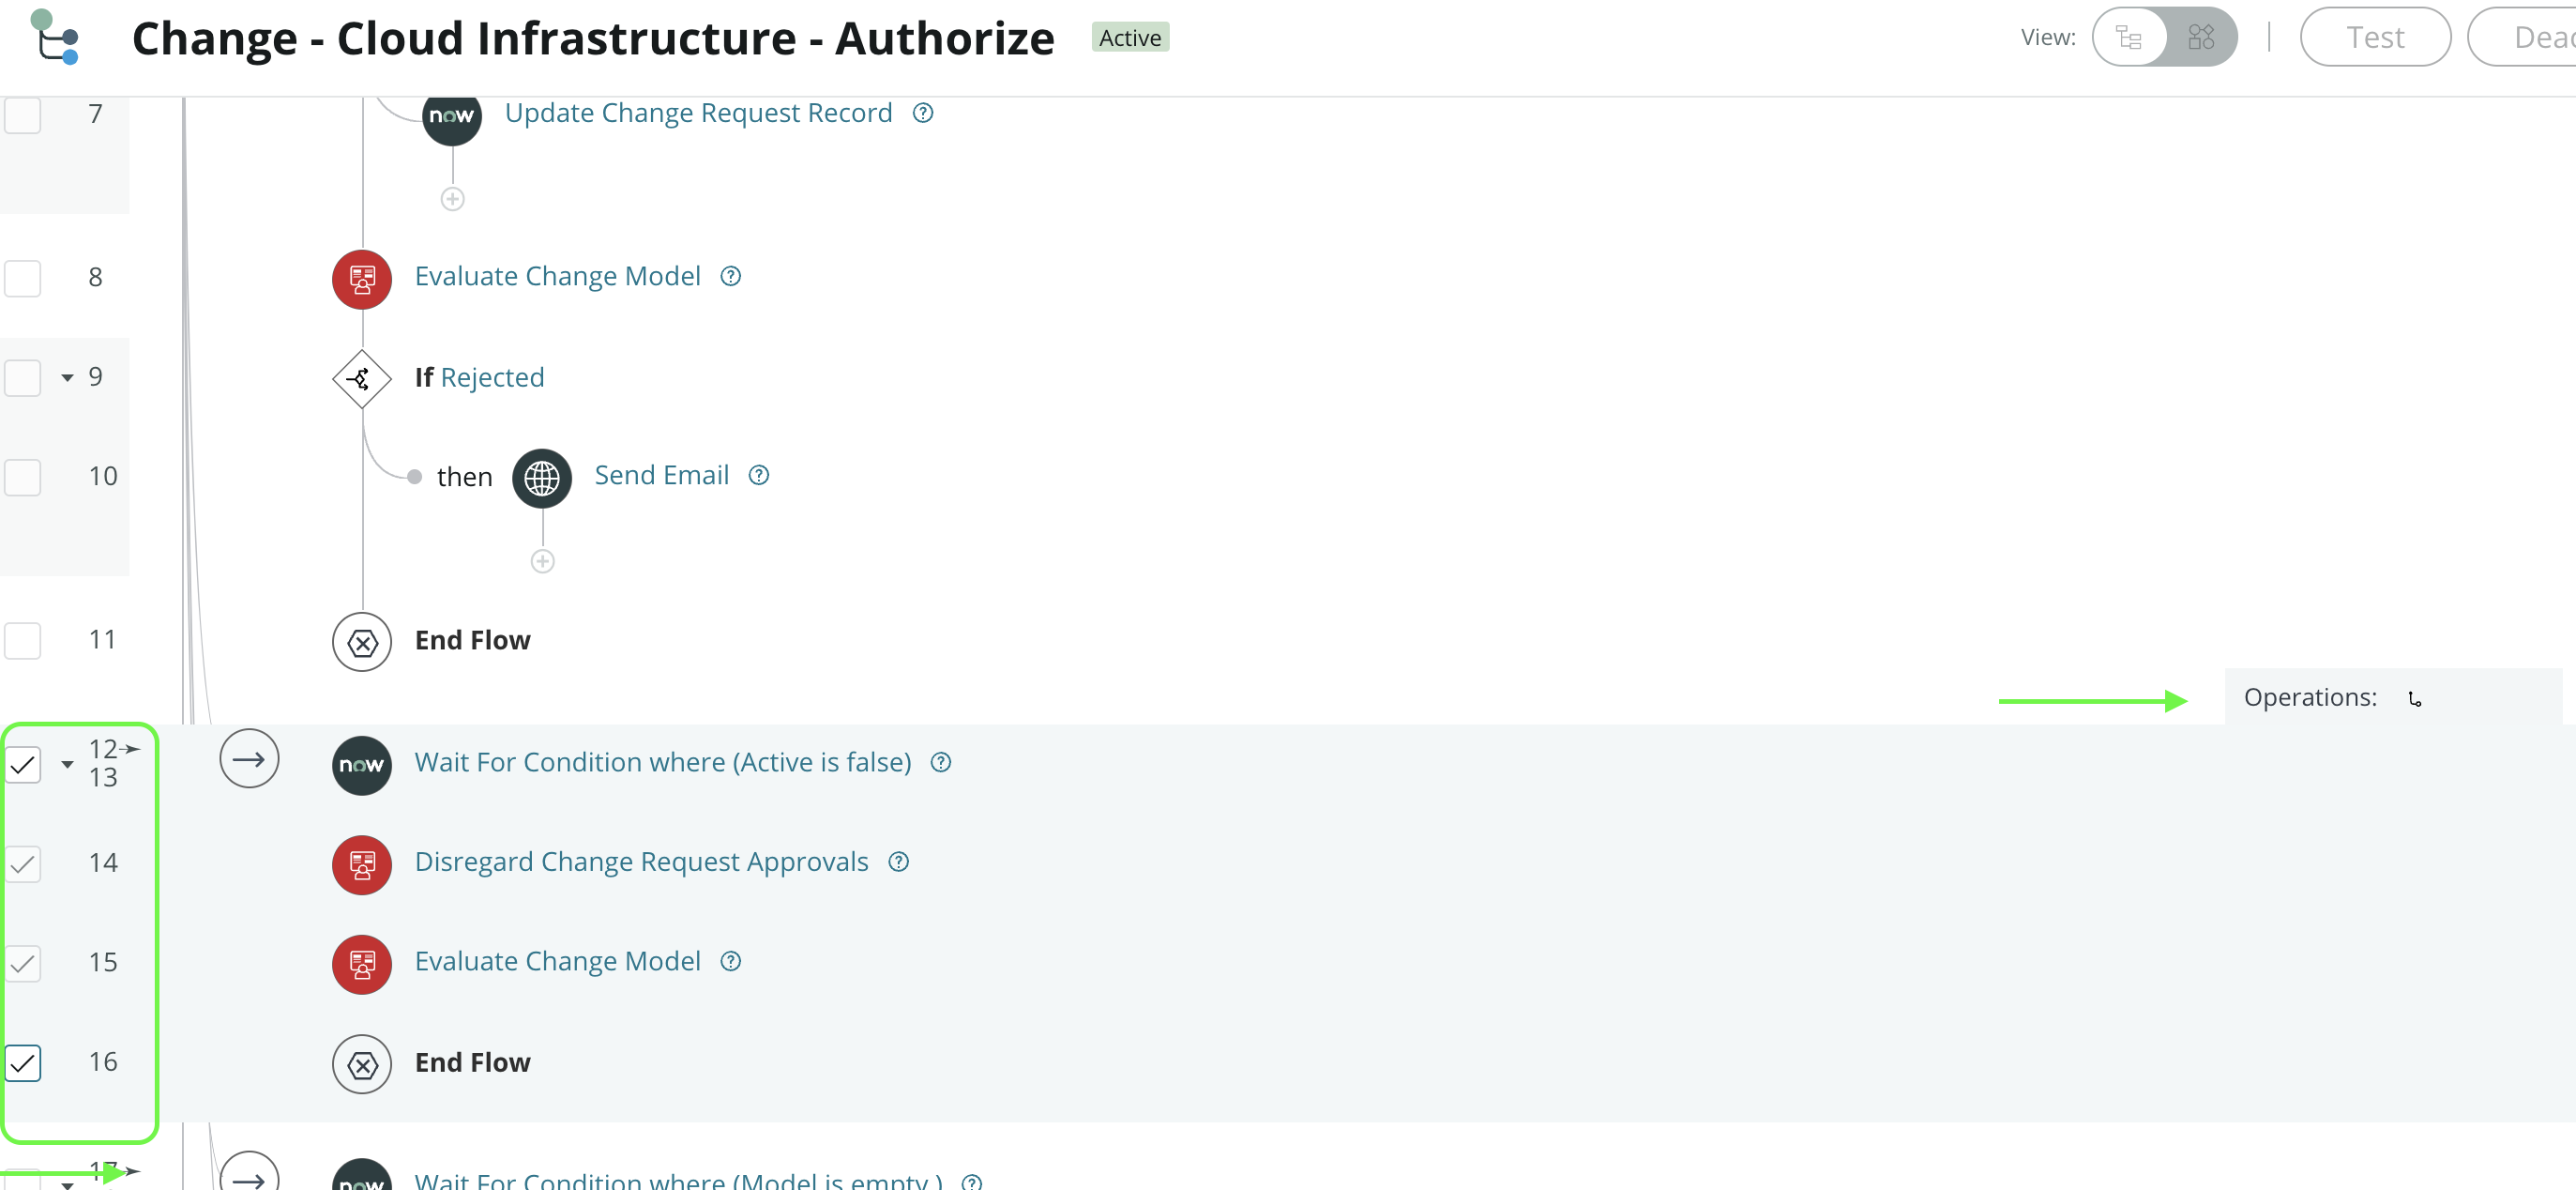 Change - Cloud Infrastructure - Authorize Active View: Test Deac
7 now Update Change Request Record ?
8 Evaluate Change Model ?
9 If Rejected
10 then Send Email ?
11 End Flow
Operations:
12
13 now Wait For Condition where (Active is false) ?
14 Disregard Change Request Approvals ?
15 Evaluate Change Model ?
16 End Flow
17 now Wait For Condition where (Model is empty ) ?